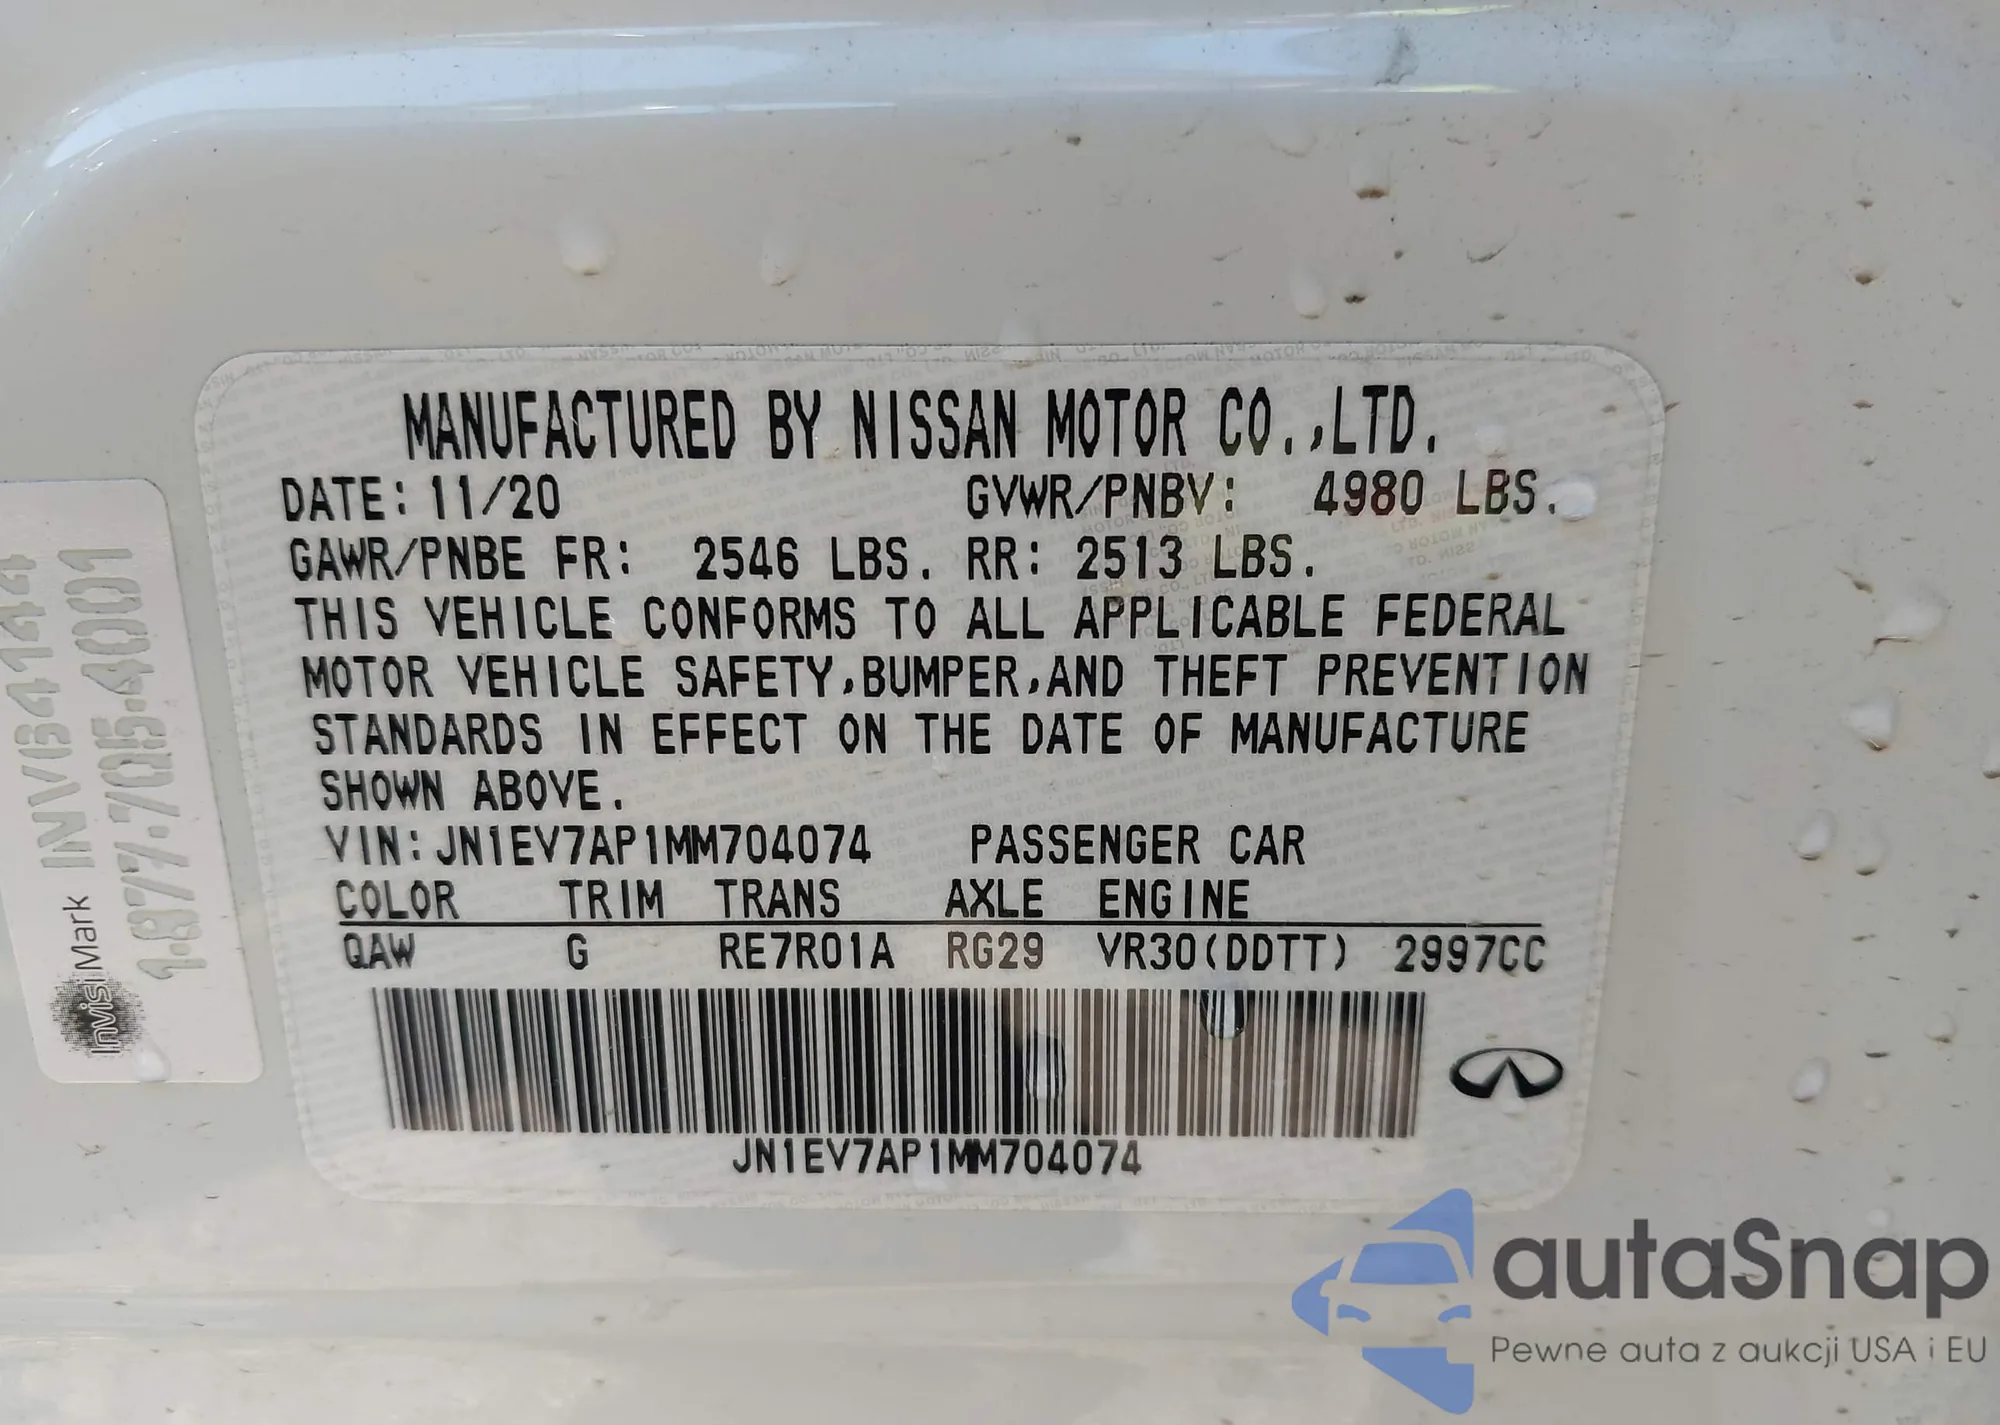 MANUFACTURED BY NISSAN MOTOR CO.,LTD.
DATE: 11/20 GVWR/PNBV: 4980 LBS.
GAWR/PNBE FR: 2546 LBS. RR: 2513 LBS.
THIS VEHICLE CONFORMS TO ALL APPLICABLE FEDERAL
MOTOR VEHICLE SAFETY,BUMPER,AND THEFT PREVENTION
STANDARDS IN EFFECT ON THE DATE OF MANUFACTURE
SHOWN ABOVE.
VIN:JN1EV7AP1MM704074 PASSENGER CAR
COLOR TRIM TRANS AXLE ENGINE
QAW G RE7R01A RG29 VR30(DDTT) 2997CC
JN1EV7AP1MM704074
InvisiMark
INV64144
1.877.705.4001
autaSnap
Pewne auta z aukcji USA i EU